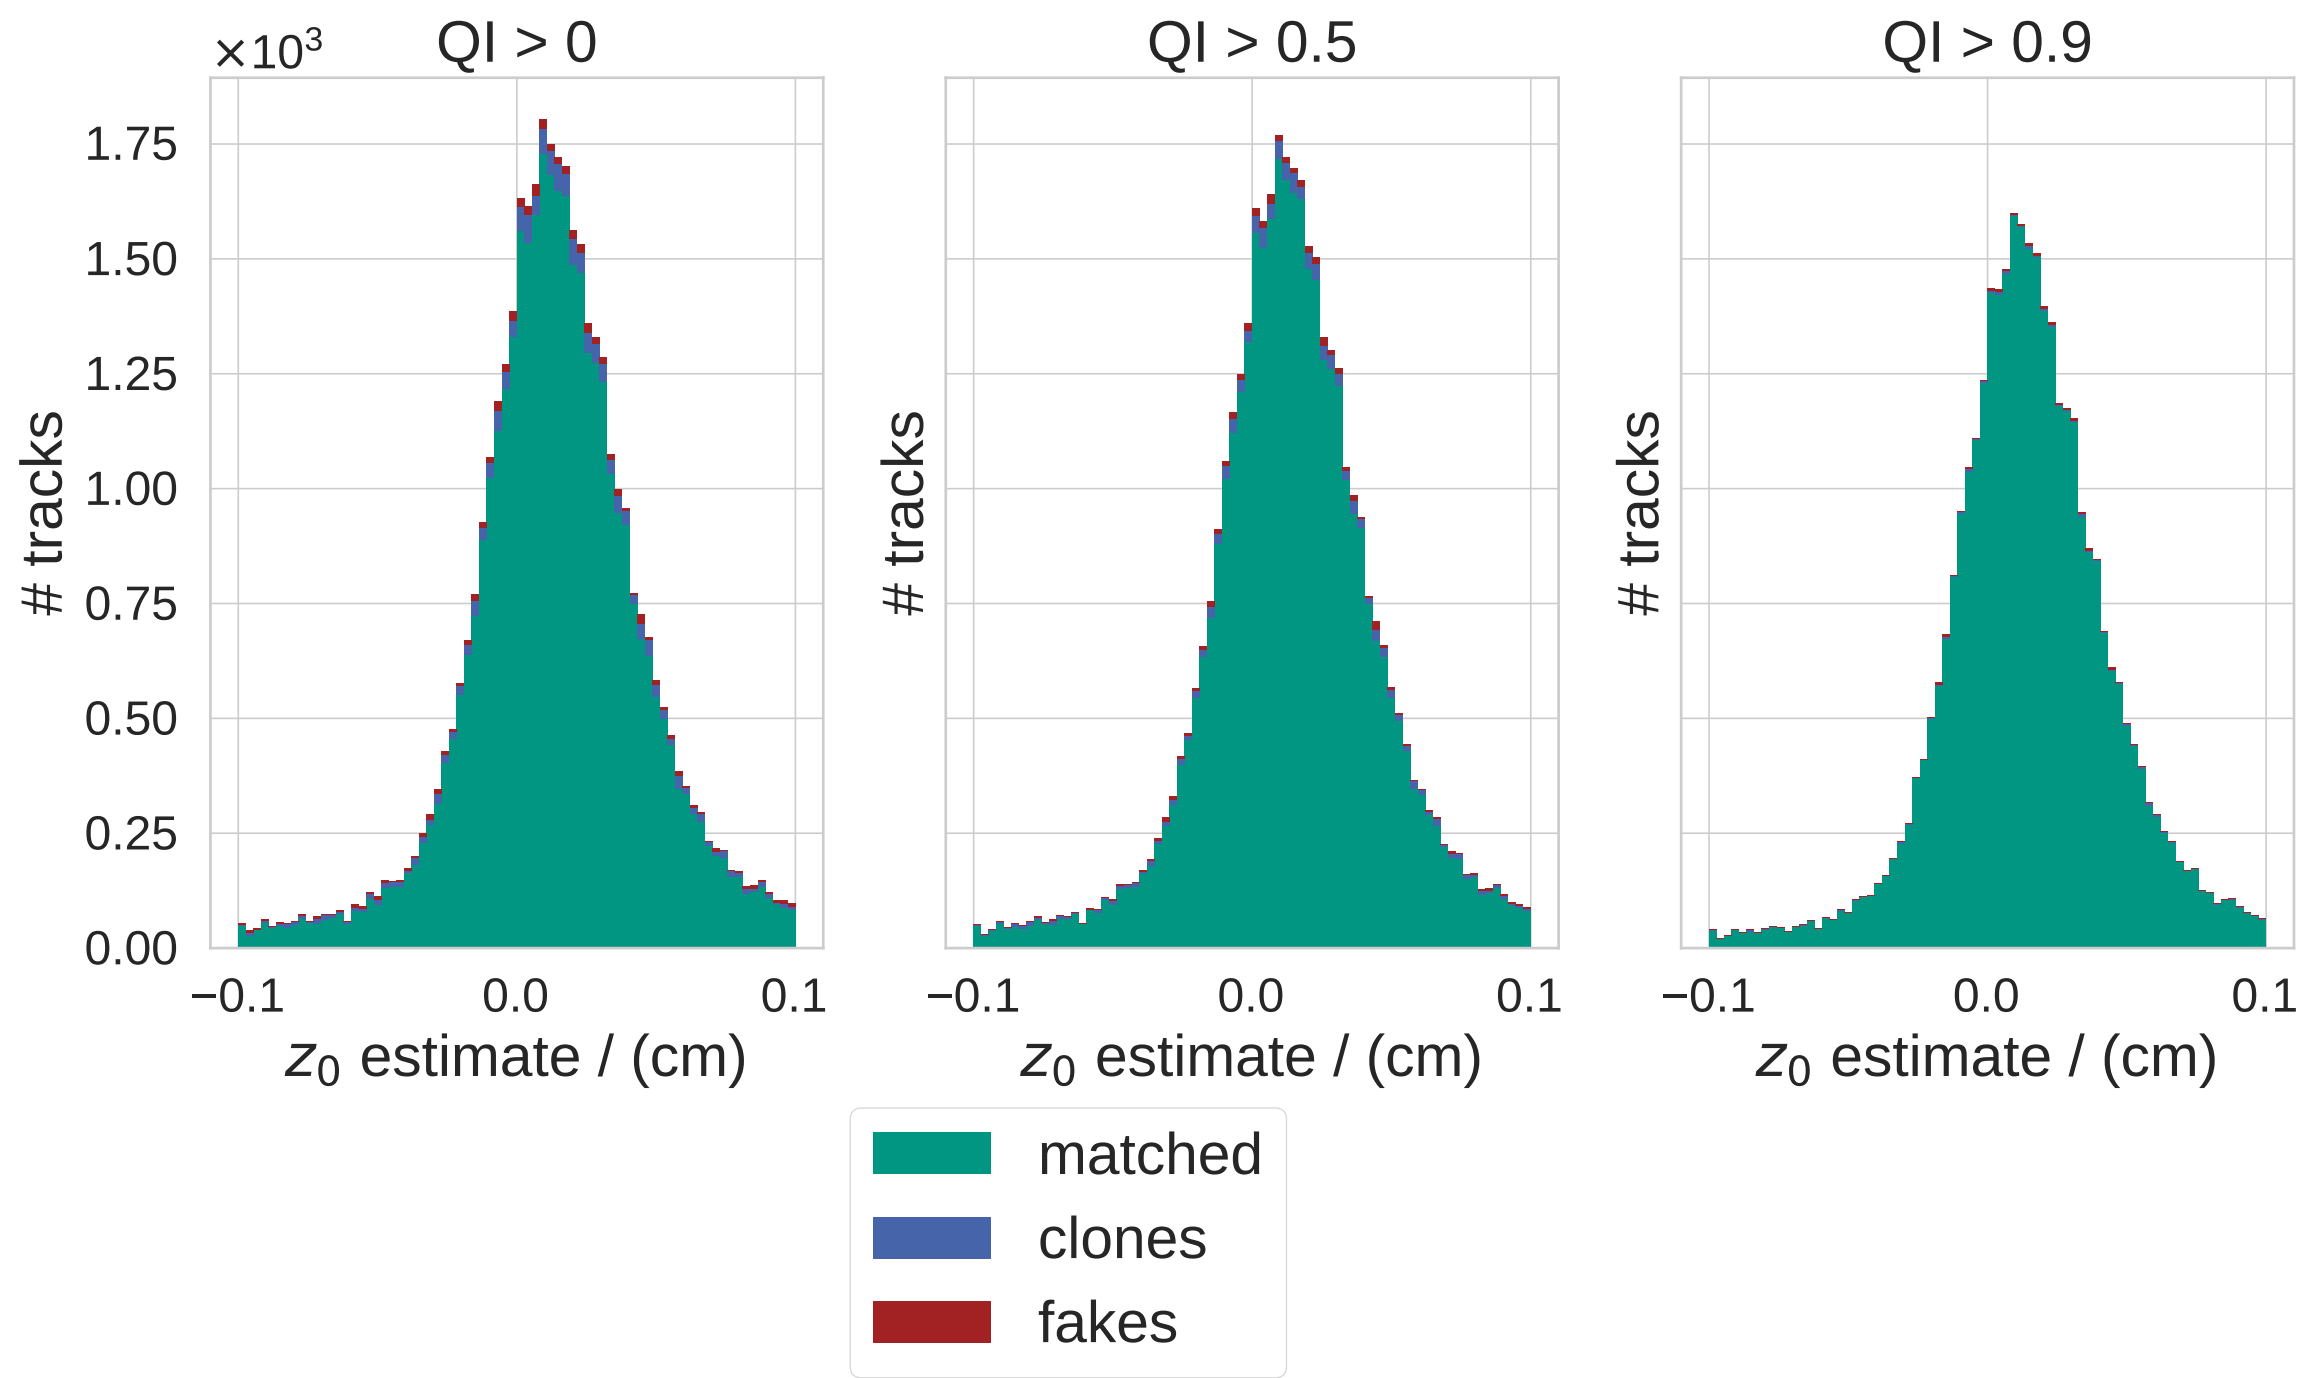 ×10³
QI > 0
QI > 0.5
QI > 0.9
# tracks
1.75
1.50
1.25
1.00
0.75
0.50
0.25
0.00
# tracks
# tracks
−0.1 0.0 0.1
−0.1 0.0 0.1
−0.1 0.0 0.1
z₀ estimate / (cm)
z₀ estimate / (cm)
z₀ estimate / (cm)
matched
clones
fakes